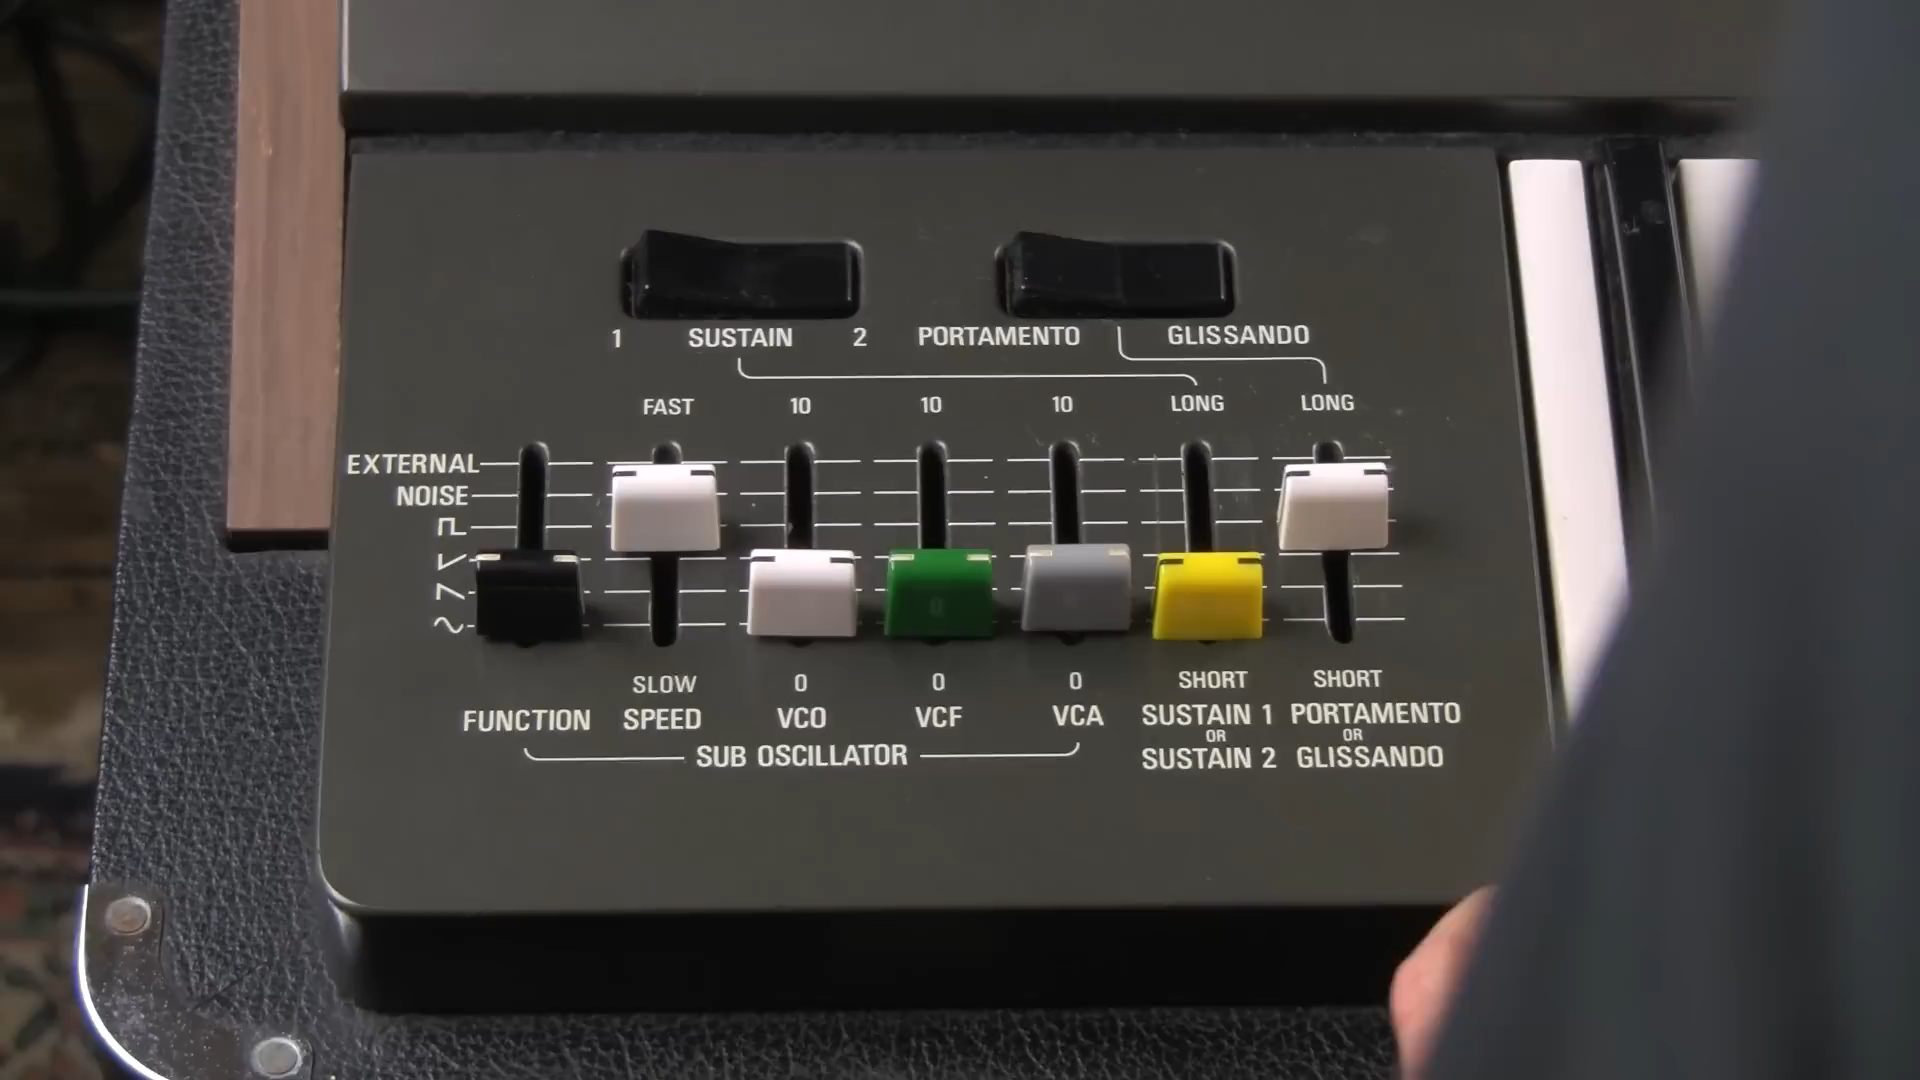 1 SUSTAIN 2 PORTAMENTO GLISSANDO
FAST 10 10 10 LONG LONG
EXTERNAL
NOISE
SLOW 0 0 0 SHORT SHORT
FUNCTION SPEED VCO VCF VCA SUSTAIN 1 PORTAMENTO
OR OR
SUB OSCILLATOR SUSTAIN 2 GLISSANDO